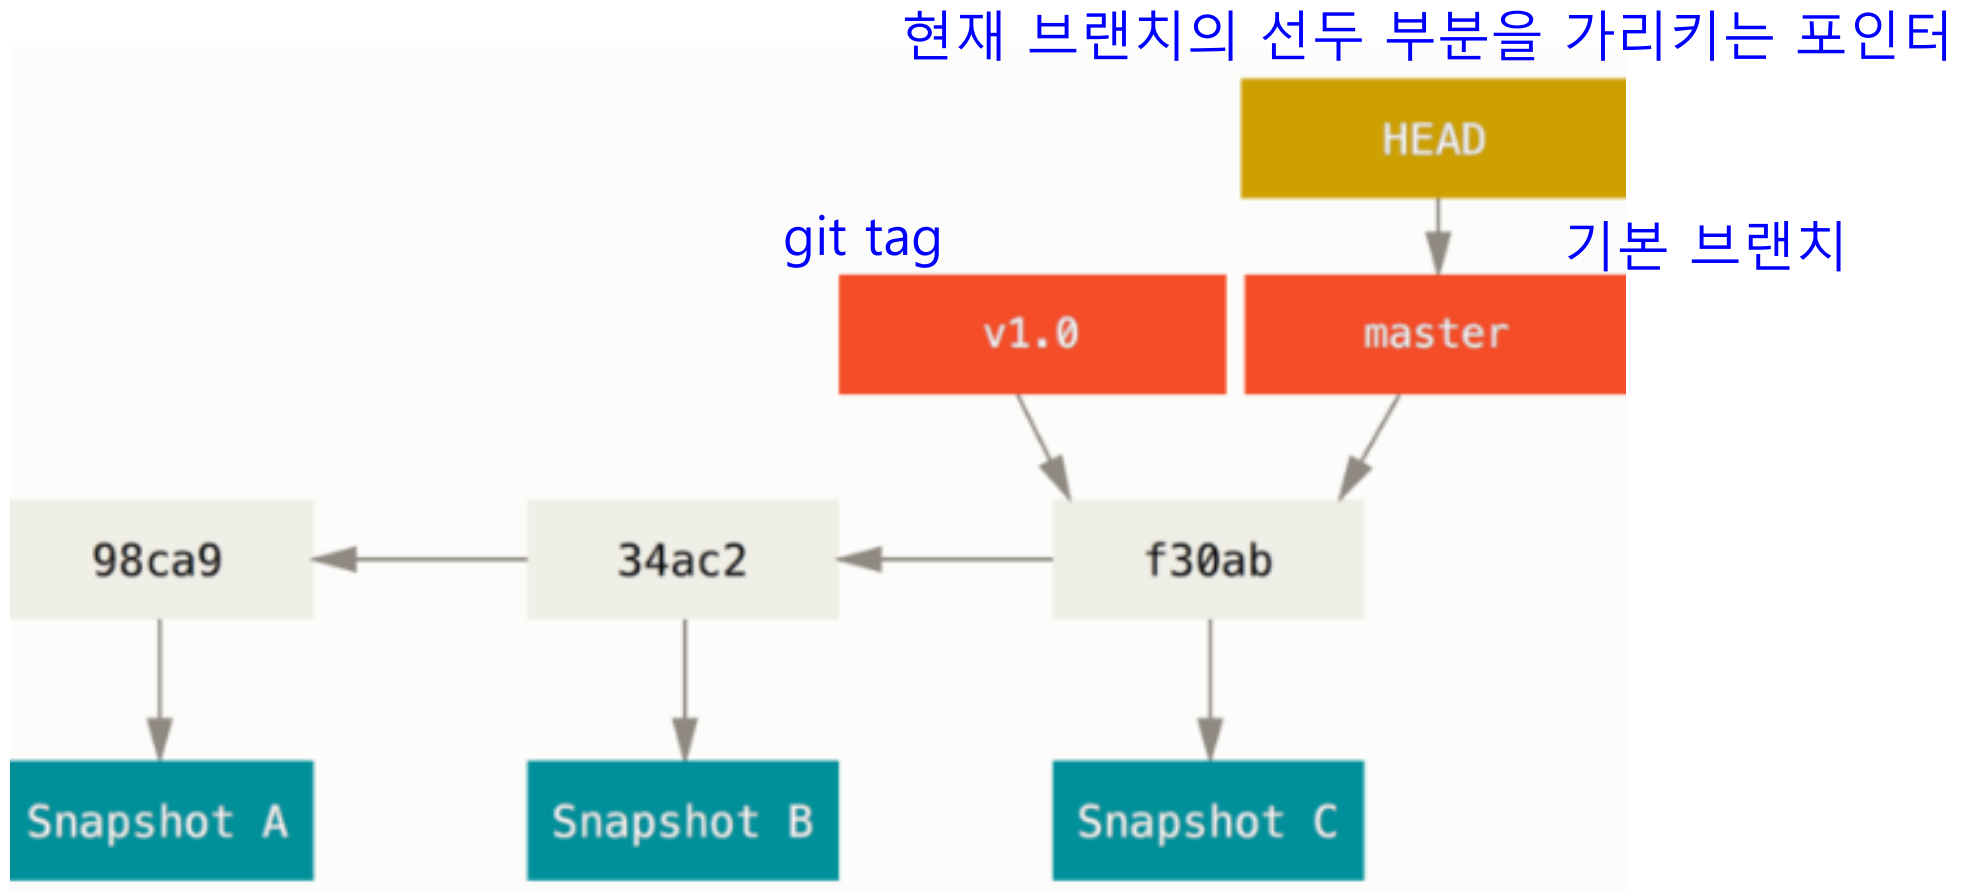 현재 브랜치의 선두 부분을 가리키는 포인터
HEAD
git tag
기본 브랜치
v1.0
master
98ca9
34ac2
f30ab
Snapshot A
Snapshot B
Snapshot C